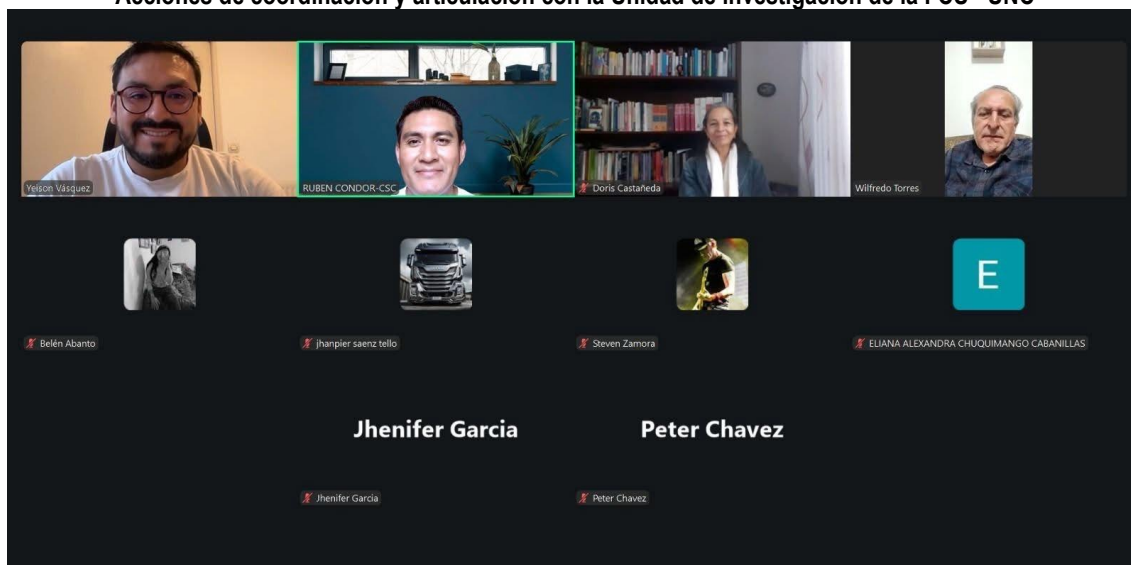 Acciones de coordinación y articulación con la Unidad de Investigación de la FCS - UNC
Yeison Vásquez
RUBEN CONDOR-CSC
Doris Castañeda
Wilfredo Torres
Belén Abanto
jhanpier saenz tello
Steven Zamora
E
ELIANA ALEXANDRA CHUQUIMANGO CABANILLAS
Jhenifer Garcia
Peter Chavez
Jhenifer Garcia
Peter Chavez